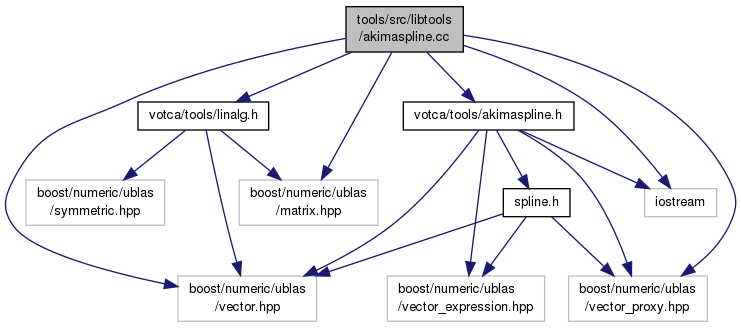 tools/src/libtools
/akimaspline.cc
votca/tools/linalg.h
votca/tools/akimaspline.h
boost/numeric/ublas
/symmetric.hpp
boost/numeric/ublas
/matrix.hpp
spline.h
iostream
boost/numeric/ublas
/vector.hpp
boost/numeric/ublas
/vector_expression.hpp
boost/numeric/ublas
/vector_proxy.hpp